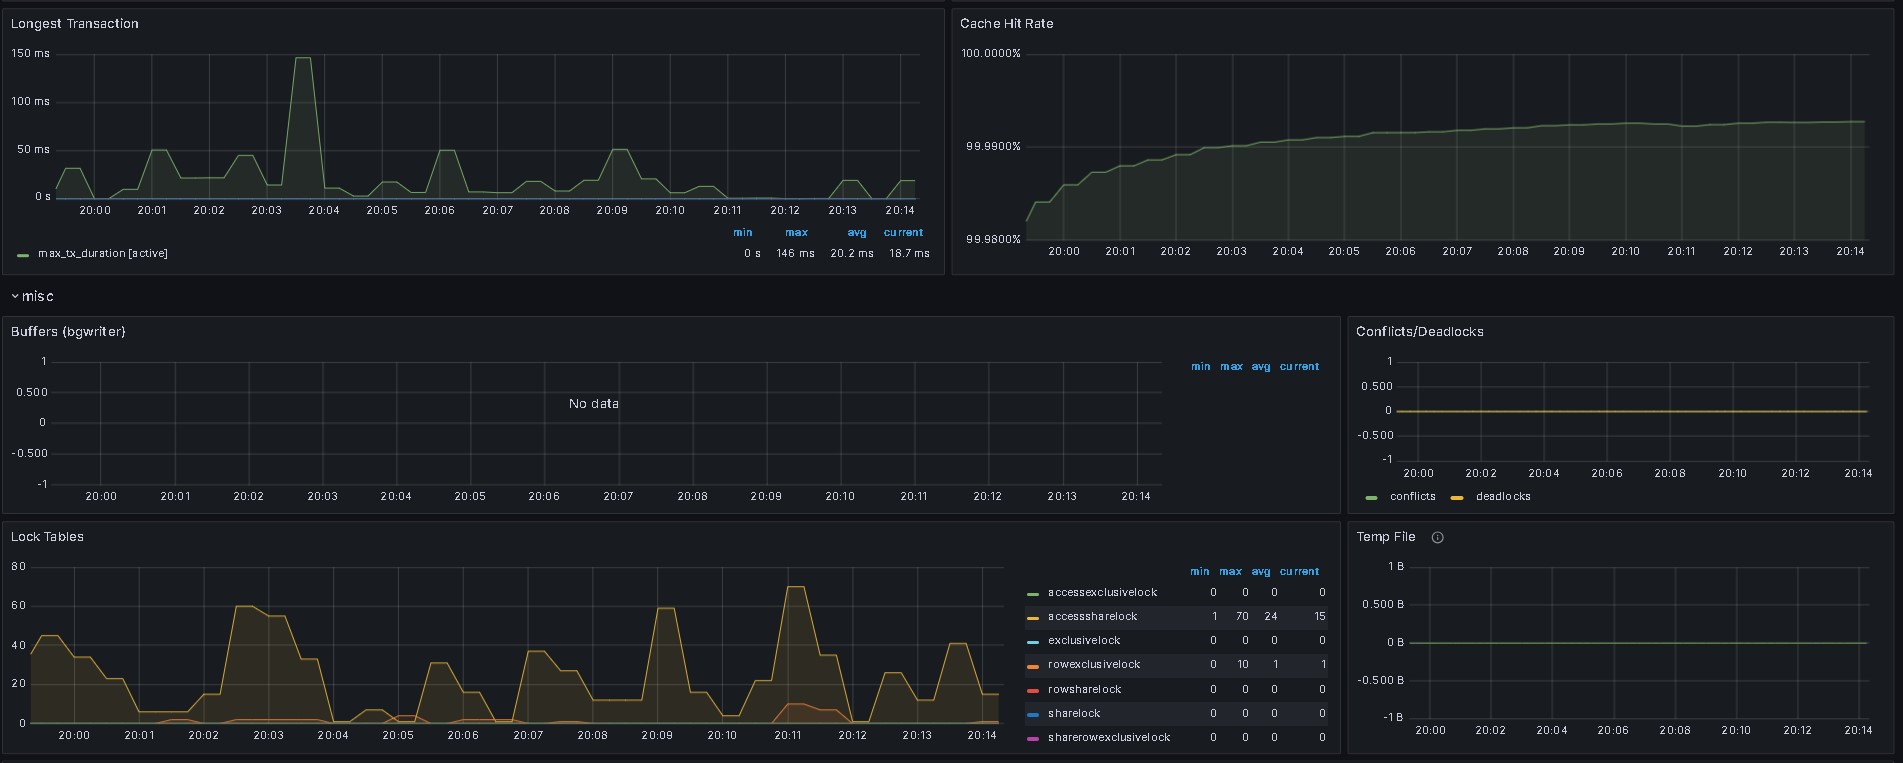 Longest Transaction
150 ms
100 ms
50 ms
0 s
20:00 20:01 20:02 20:03 20:04 20:05 20:06 20:07 20:08 20:09 20:10 20:11 20:12 20:13 20:14
min max avg current
max_tx_duration [active] 0 s 146 ms 20.2 ms 18.7 ms
Cache Hit Rate
100.0000%
99.9900%
99.9800%
20:00 20:01 20:02 20:03 20:04 20:05 20:06 20:07 20:08 20:09 20:10 20:11 20:12 20:13 20:14
misc
Buffers (bgwriter)
1
0.500
0
-0.500
-1
No data
20:00 20:01 20:02 20:03 20:04 20:05 20:06 20:07 20:08 20:09 20:10 20:11 20:12 20:13 20:14
min max avg current
Conflicts/Deadlocks
1
0.500
0
-0.500
-1
20:00 20:02 20:04 20:06 20:08 20:10 20:12 20:14
conflicts deadlocks
Lock Tables
80
60
40
20
0
20:00 20:01 20:02 20:03 20:04 20:05 20:06 20:07 20:08 20:09 20:10 20:11 20:12 20:13 20:14
min max avg current
accessexclusivelock 0 0 0 0
accesssharelock 1 70 24 15
exclusivelock 0 0 0 0
rowexclusivelock 0 10 1 1
rowsharelock 0 0 0 0
sharelock 0 0 0 0
sharerowexclusivelock 0 0 0 0
Temp File
1 B
0.500 B
0 B
-0.500 B
-1 B
20:00 20:02 20:04 20:06 20:08 20:10 20:12 20:14